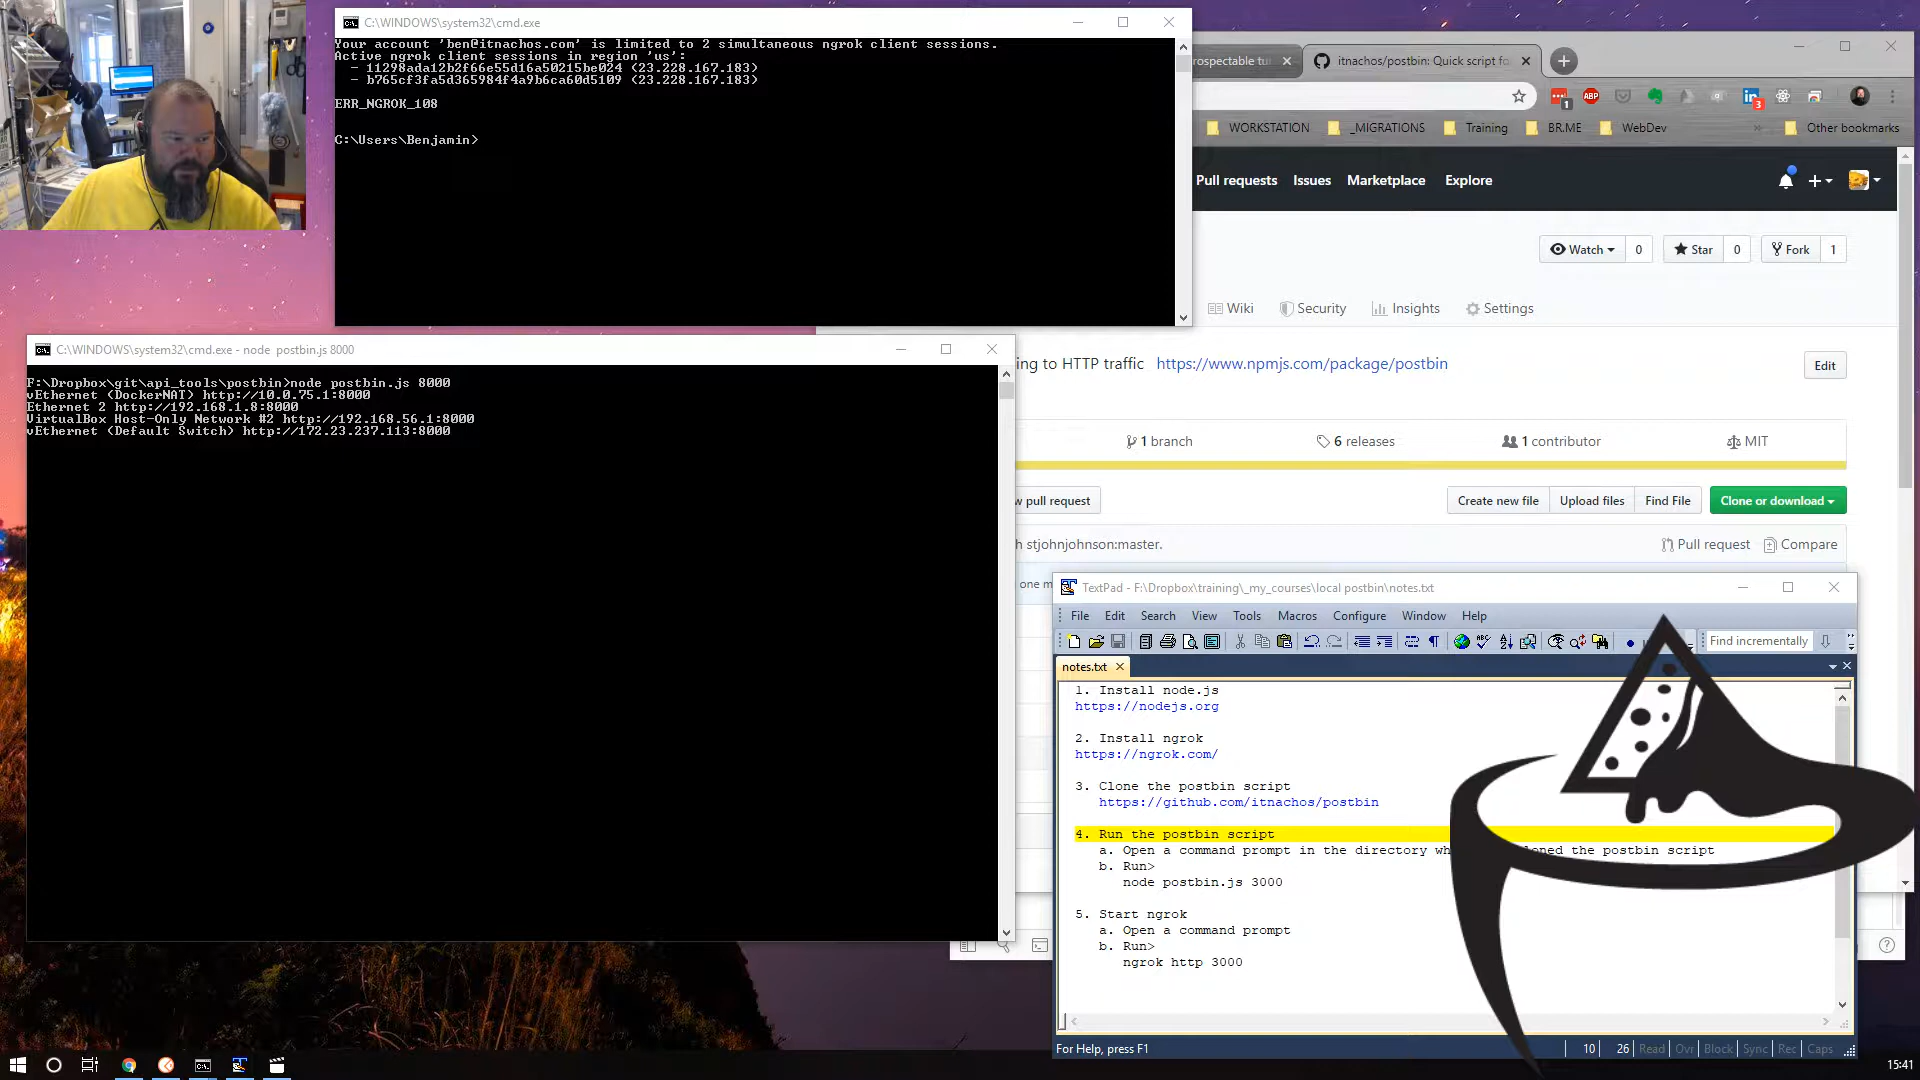 C:\WINDOWS\system32\cmd.exe
Your account 'ben@itnachos.com' is limited to 2 simultaneous ngrok client sessions.
Active ngrok client sessions in region 'us':
- 11298ada12b2f66e55d16a50215be024 (23.228.167.183)
- b765cf3fa5d365984f4a9b6ca60d5109 (23.228.167.183)
ERR_NGROK_108
C:\Users\Benjamin>
rospectable tu
itnachos/postbin: Quick script fo
1
ABP
3
WORKSTATION
_MIGRATIONS
Training
BR.ME
WebDev
»
Other bookmarks
Pull requests Issues Marketplace Explore
Watch 0
Star 0
Fork 1
Wiki Security Insights Settings
ing to HTTP traffic https://www.npmjs.com/package/postbin
Edit
1 branch
6 releases
1 contributor
MIT
w pull request
Create new file
Upload files
Find File
Clone or download
h stjohnjohnson:master.
Pull request
Compare
one m
C:\WINDOWS\system32\cmd.exe - node postbin.js 8000
F:\Dropbox\git\api_tools\postbin>node postbin.js 8000
vEthernet (DockerNAT) http://10.0.75.1:8000
Ethernet 2 http://192.168.1.8:8000
VirtualBox Host-Only Network #2 http://192.168.56.1:8000
vEthernet (Default Switch) http://172.23.237.113:8000
TextPad - F:\Dropbox\training\_my_courses\local postbin\notes.txt
File Edit Search View Tools Macros Configure Window Help
Find incrementally
notes.txt
1. Install node.js
https://nodejs.org
2. Install ngrok
https://ngrok.com/
3. Clone the postbin script
https://github.com/itnachos/postbin
4. Run the postbin script
a. Open a command prompt in the directory wh oned the postbin script
b. Run>
node postbin.js 3000
5. Start ngrok
a. Open a command prompt
b. Run>
ngrok http 3000
For Help, press F1
10 26 Read Ovr Block Sync Rec Caps
15:41